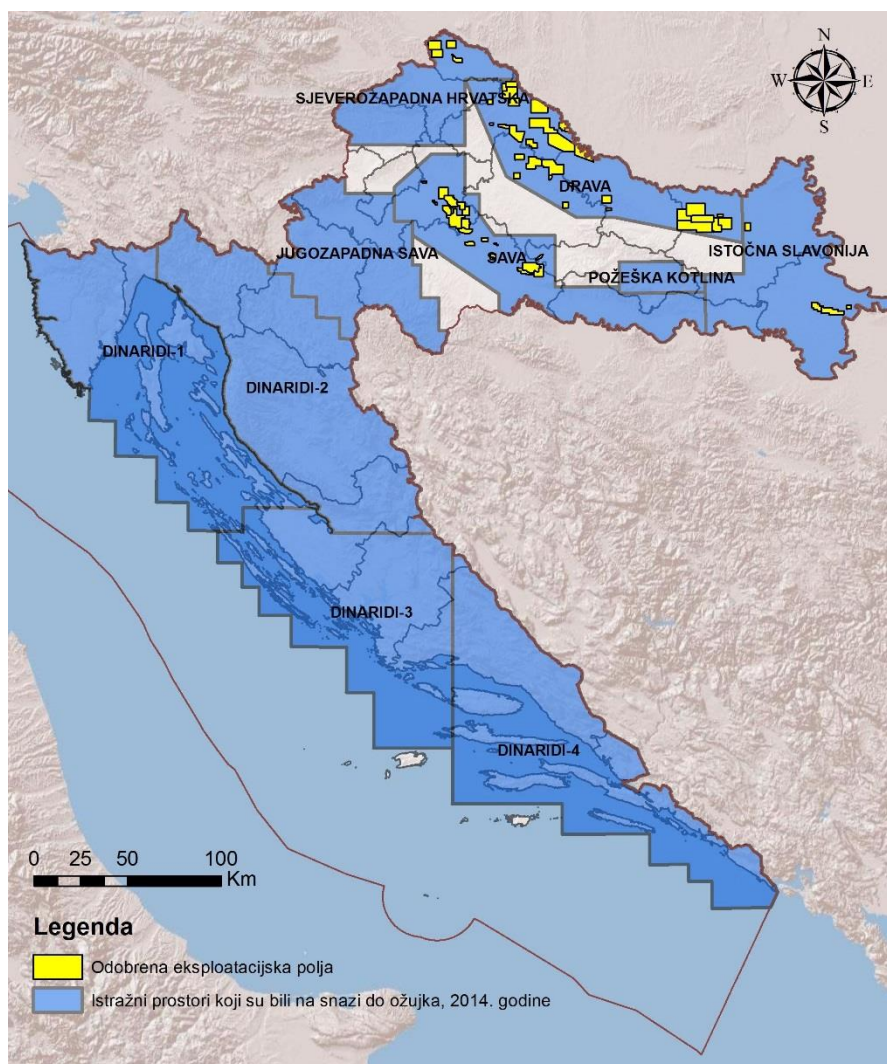 N
W E
S
SJEVEROZAPADNA HRVATSKA
DRAVA
ISTOČNA SLAVONIJA
JUGOZAPADNA SAVA
SAVA
POŽEŠKA KOTLINA
DINARIDI-1
DINARIDI-2
DINARIDI-3
DINARIDI-4
0 25 50 100
Km
Legenda
Odobrena eksploatacijska polja
Istražni prostori koji su bili na snazi do ožujka, 2014. godine